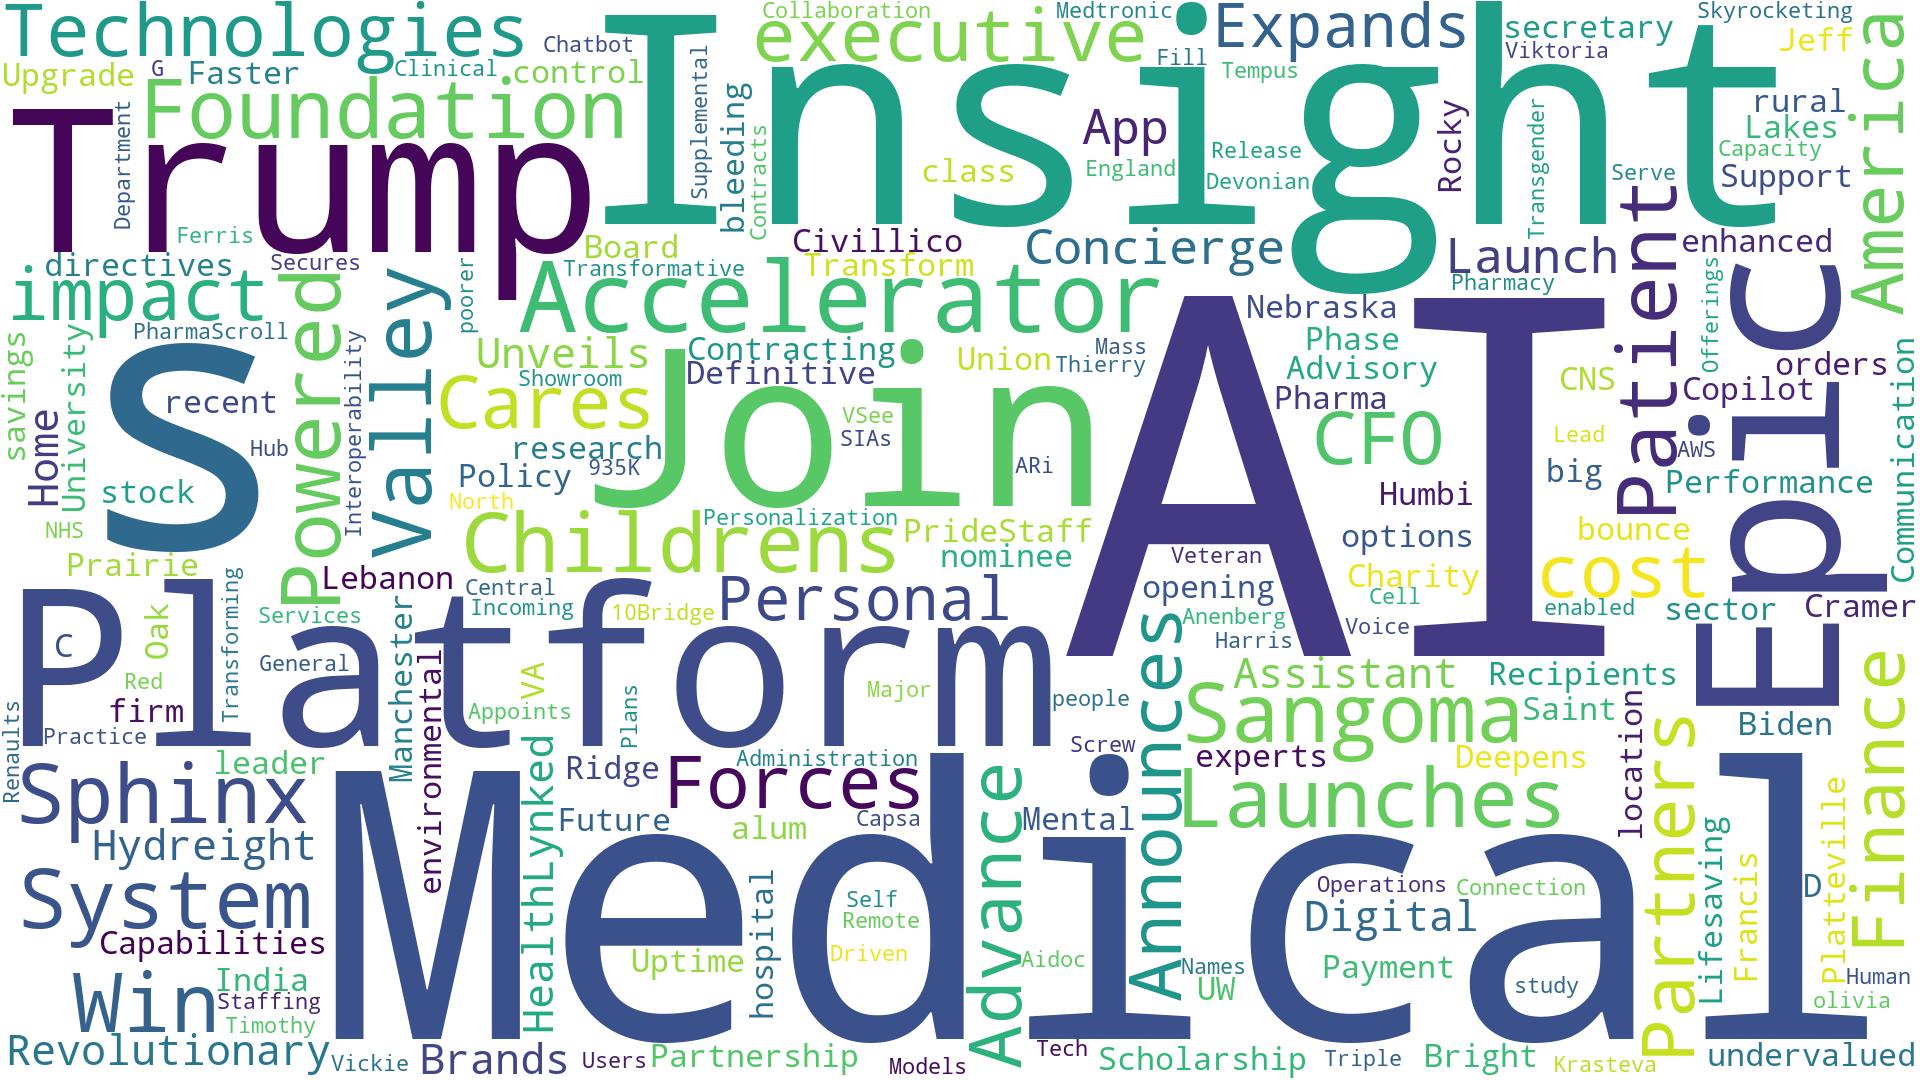 Technologies
Chatbot
Insight
Collaboration
executive
Medtronic
Fill
Expands
Tempus
secretary
Viktoria
Skyrocketing
Jeff
America
Upgrade
G
Faster
Clinical
control
Foundation
Supplemental
bleeding
Contracts
class
App
England
Release
Devonian
Rocky
Transgender
rural
Lakes
Capacity
Support
Serve
Trump
Department
Ferris
Secures
directives
impact
PharmaScroll
Powered
Valley
poorer
Interoperability
Board
Transformative
Civillico
Transform
Concierge
Launch
Pharmacy
Patient
enhanced
Offerings
Epic
Accelerator
Nebraska
Phase
Advisory
Pharma
savings
University
Home
S
recent
Hub
stock
NHS
Prairie
Unveils
Showroom
Cares
research
Policy
935K
North
Contracting
Definitive
Join
VSee
SIAs
ARi
Union
Mass
Thierry
AI
CFO
CNS
Copilot
orders
Lead
AWS
big
Performance
Communication
Humbi
options
bounce
cost
Charity
Cell
enabled
Voice
sector
Cramer
Childrens
Personalization
PrideStaff
nominee
Veteran
opening
Anenberg
Harris
Lebanon
Central
Incoming
10Bridge
Personal
Platform
C
Oak
Red
Transforming
Services
General
Manchester
environmental
VA
Appoints
Plans
Major
people
Announces
Assistant
Recipients
Saint
Sangoma
location
Biden
firm
Practice
Renaults
leader
Sphinx
Ridge
Administration
Forces
Screw
experts
Deepens
Partners
Finance
Hydreight
HealthLynked
Future
alum
Capsa
Advance
Mental
Launches
Lifesaving
Francis
Platteville
System
Medical
Self
Remote
Driven
Uptime
hospital
Operations
Connection
Digital
D
Capabilities
Aidoc
Names
UW
Payment
study
Human
olivia
Win
India
Staffing
Timothy
Revolutionary
Vickie
Brands
Users
Partnership
Models
Tech
Scholarship
Triple
Bright
Krasteva
undervalued